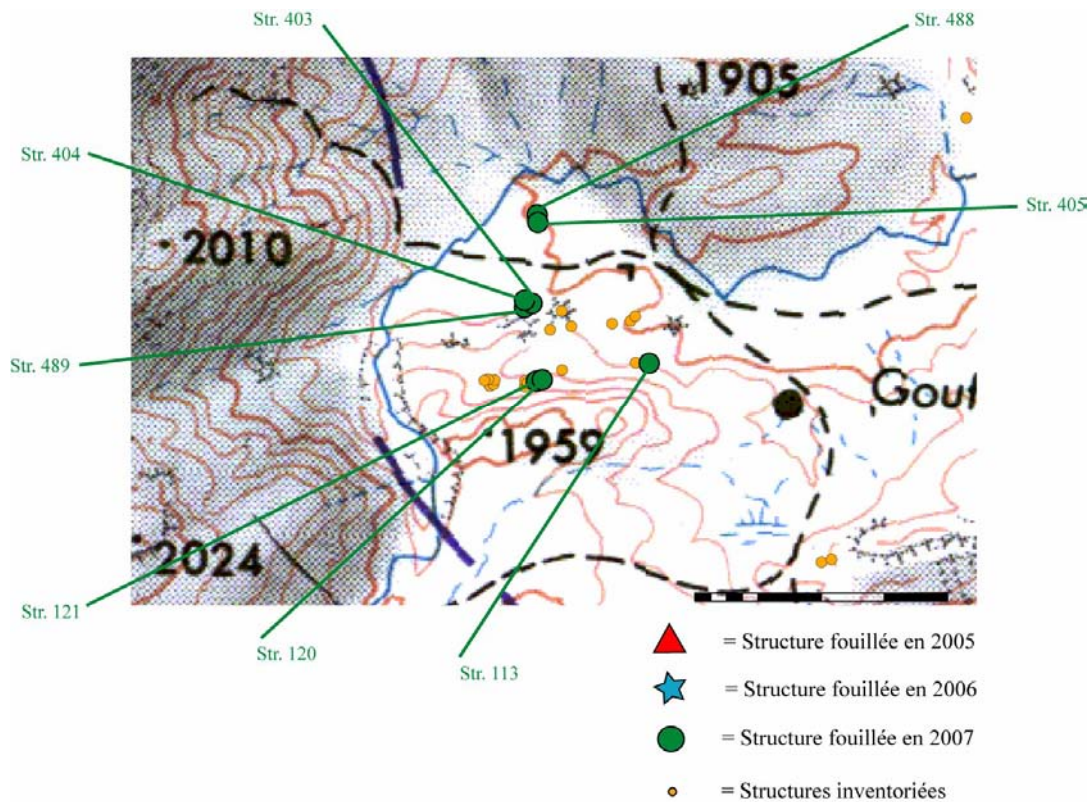 Str. 403
Str. 488
1905
Str. 404
Str. 405
2010
Str. 489
Gouf
1959
2024
Str. 121
Str. 120
Str. 113
= Structure fouillée en 2005
= Structure fouillée en 2006
= Structure fouillée en 2007
= Structures inventoriées